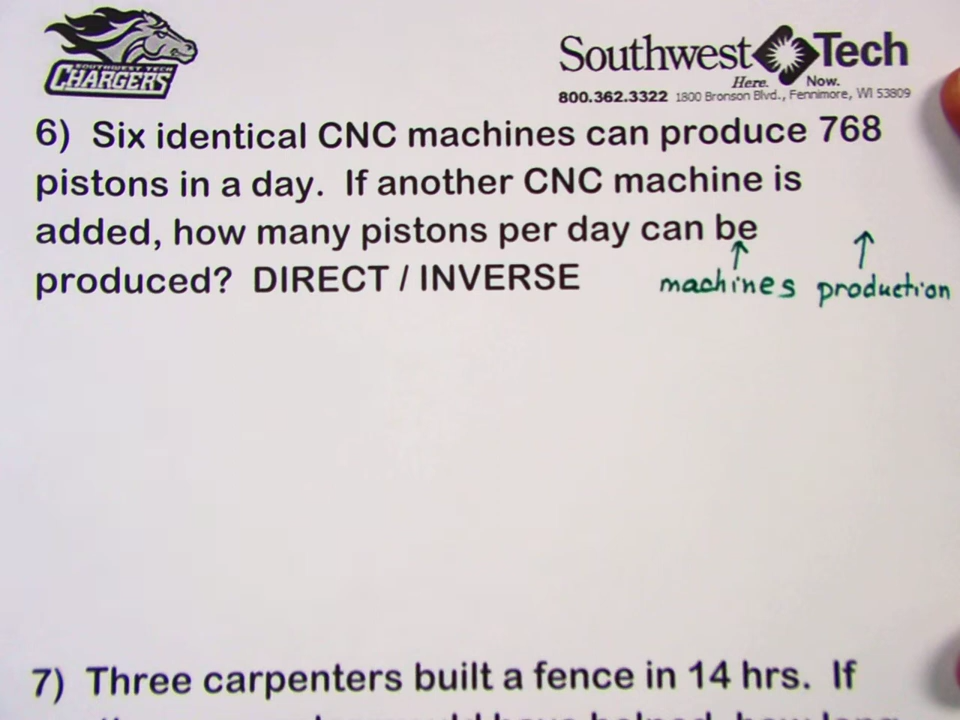 SOUTHWEST TECH
CHARGERS
Southwest Tech
Here. Now.
800.362.3322 1800 Bronson Blvd., Fennimore, WI 53809
6) Six identical CNC machines can produce 768
pistons in a day. If another CNC machine is
added, how many pistons per day can be
produced? DIRECT / INVERSE
↑ machines ↑ production
7) Three carpenters built a fence in 14 hrs. If